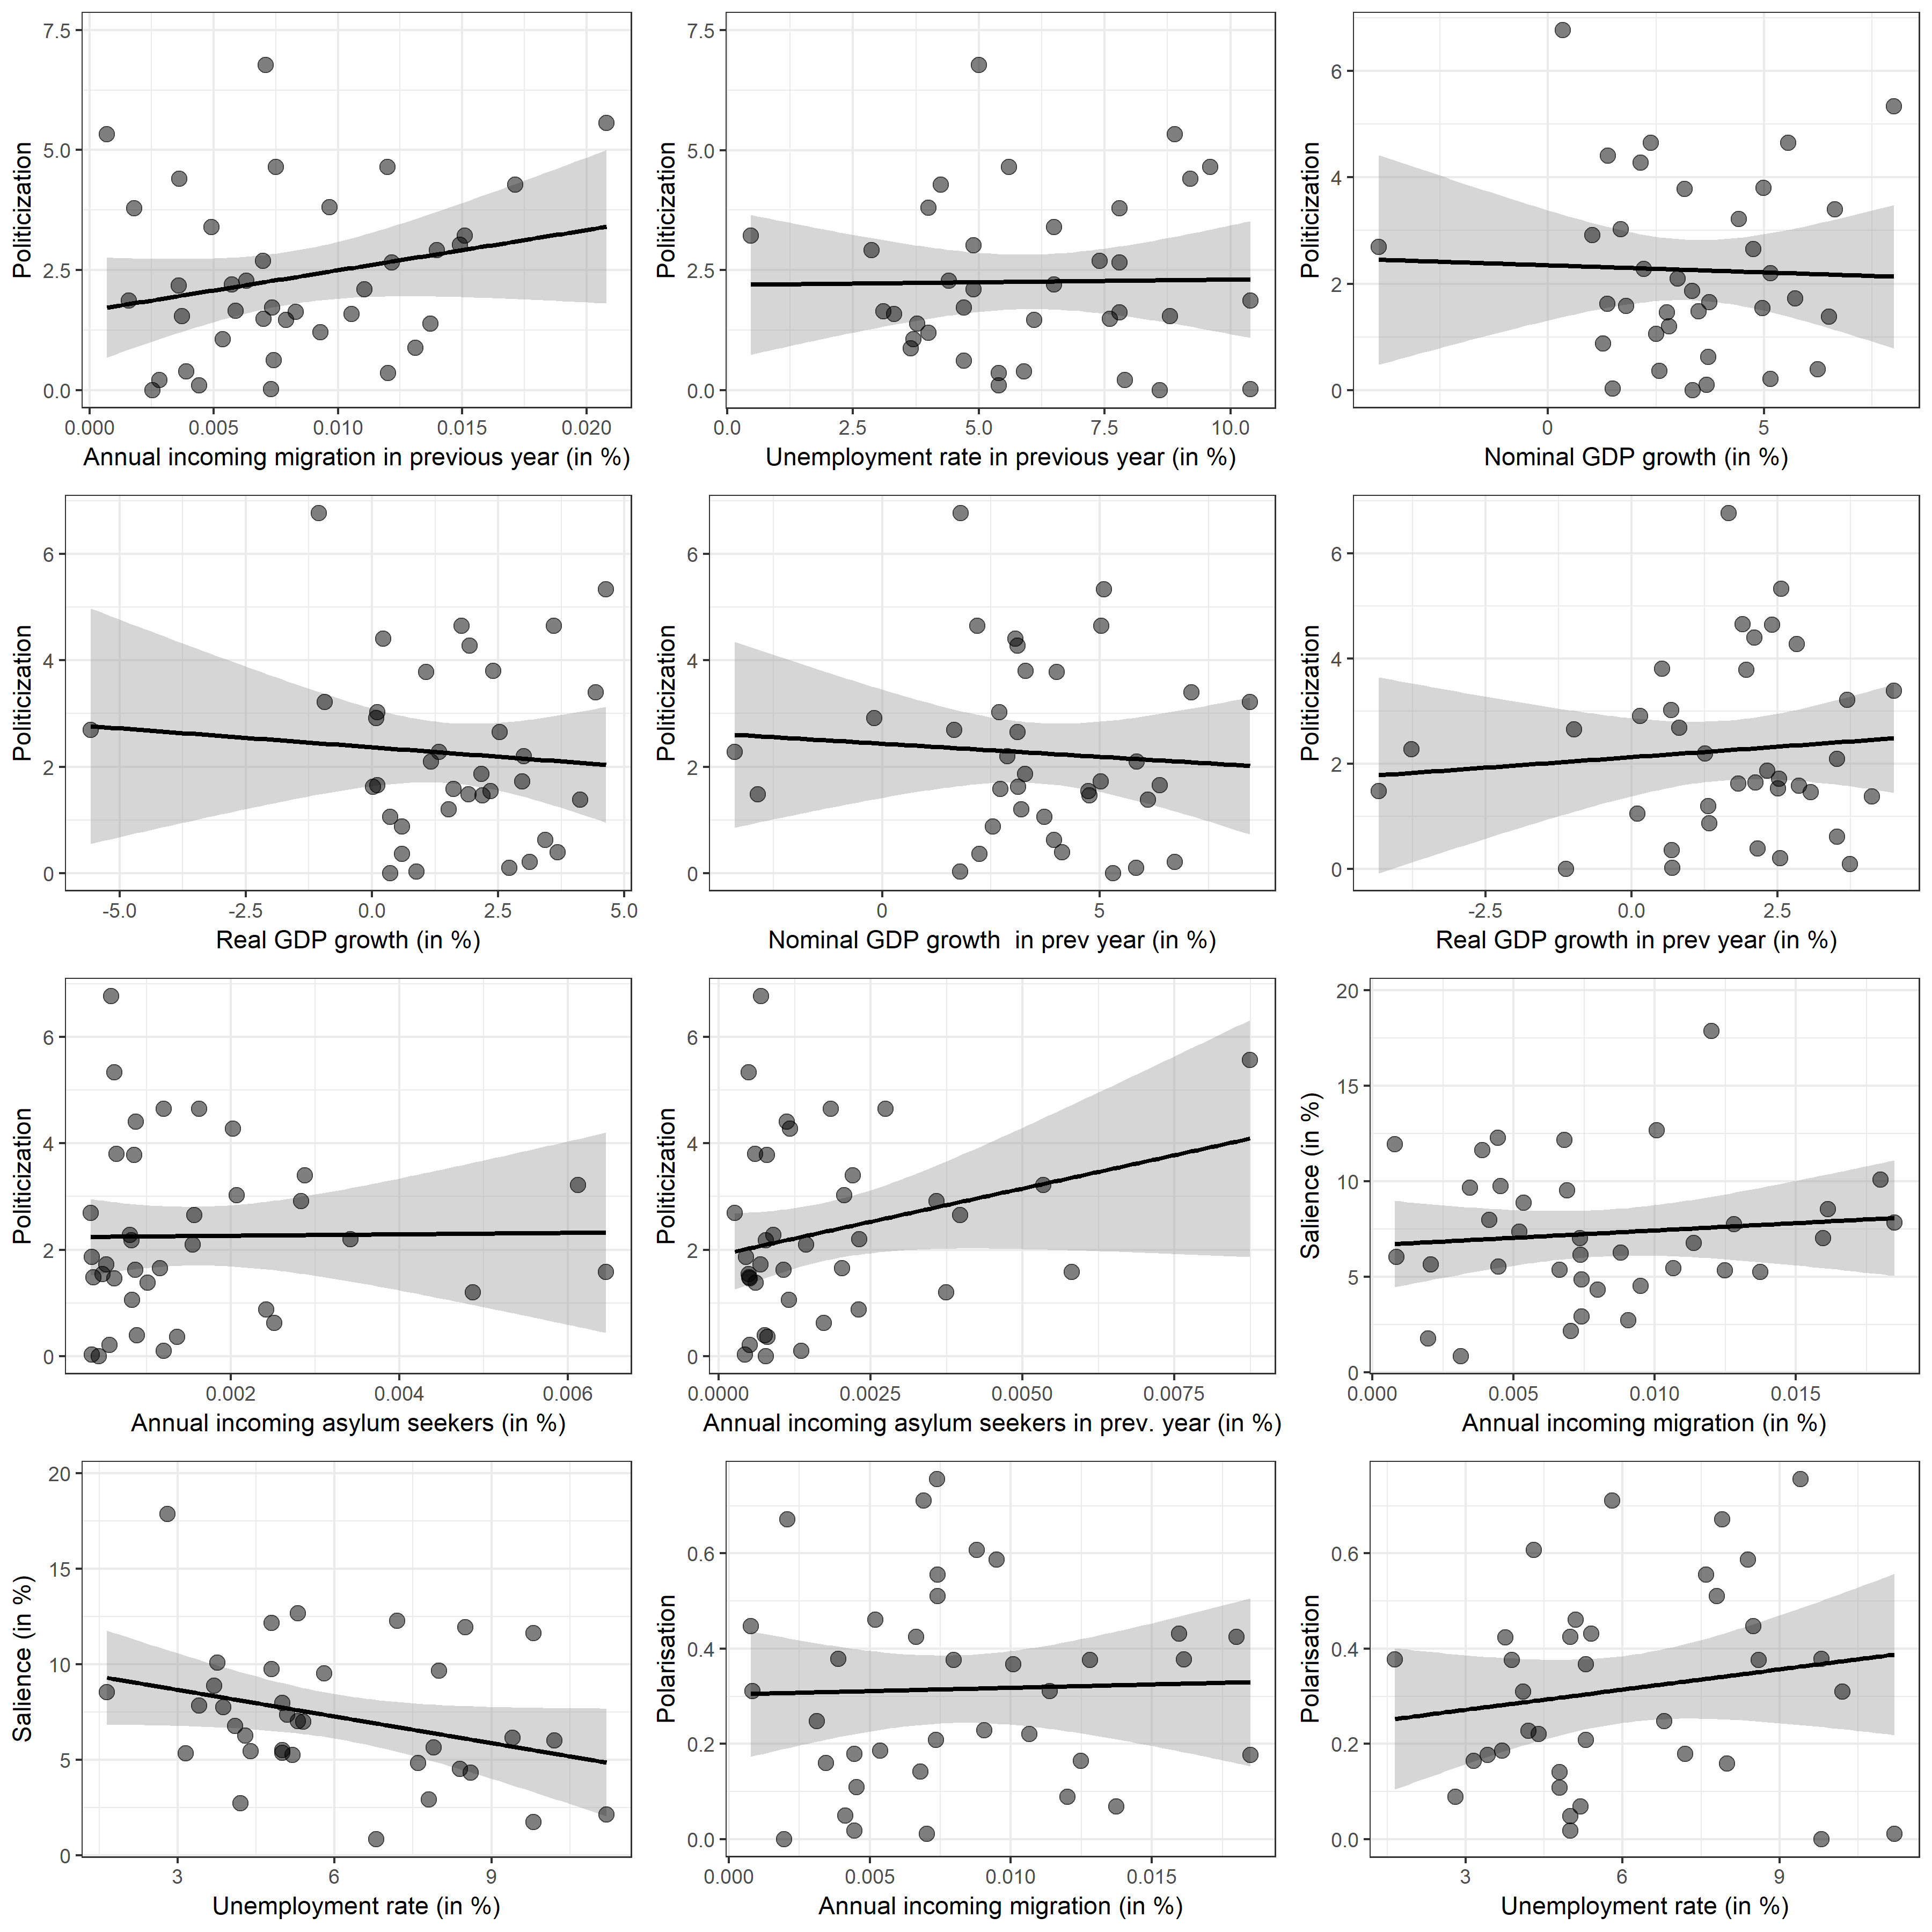 7.5
5.0
2.5
0.0
Politicization
0.000 0.005 0.010 0.015 0.020
Annual incoming migration in previous year (in %)
7.5
5.0
2.5
0.0
Politicization
0.0 2.5 5.0 7.5 10.0
Unemployment rate in previous year (in %)
6
4
2
0
Politicization
0 5
Nominal GDP growth (in %)
6
4
2
0
Politicization
-5.0 -2.5 0.0 2.5 5.0
Real GDP growth (in %)
6
4
2
0
Politicization
0 5
Nominal GDP growth  in prev year (in %)
6
4
2
0
Politicization
-2.5 0.0 2.5
Real GDP growth in prev year (in %)
6
4
2
0
Politicization
0.002 0.004 0.006
Annual incoming asylum seekers (in %)
6
4
2
0
Politicization
0.0000 0.0025 0.0050 0.0075
Annual incoming asylum seekers in prev. year (in %)
20
15
10
5
0
Salience (in %)
0.000 0.005 0.010 0.015
Annual incoming migration (in %)
20
15
10
5
0
Salience (in %)
3 6 9
Unemployment rate (in %)
0.6
0.4
0.2
0.0
Polarisation
0.000 0.005 0.010 0.015
Annual incoming migration (in %)
0.6
0.4
0.2
0.0
Polarisation
3 6 9
Unemployment rate (in %)